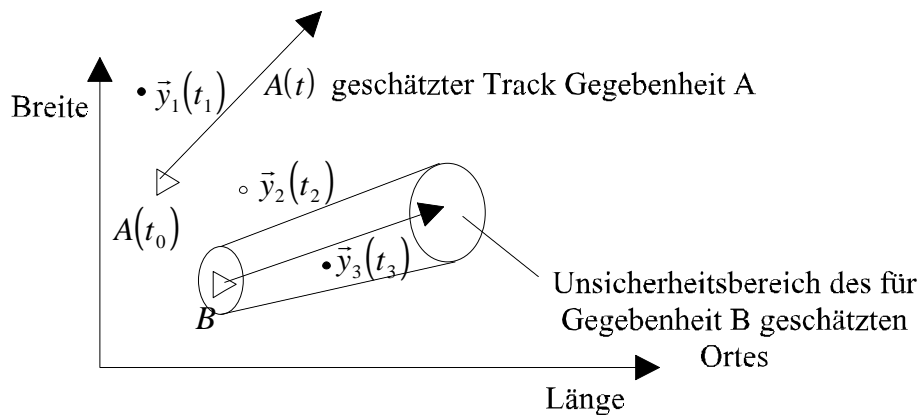 Breite
y⃗₁(t₁)
A(t) geschätzter Track Gegebenheit A
y⃗₂(t₂)
A(t₀)
y⃗₃(t₃)
B
Unsicherheitsbereich des für
Gegebenheit B geschätzten
Ortes
Länge